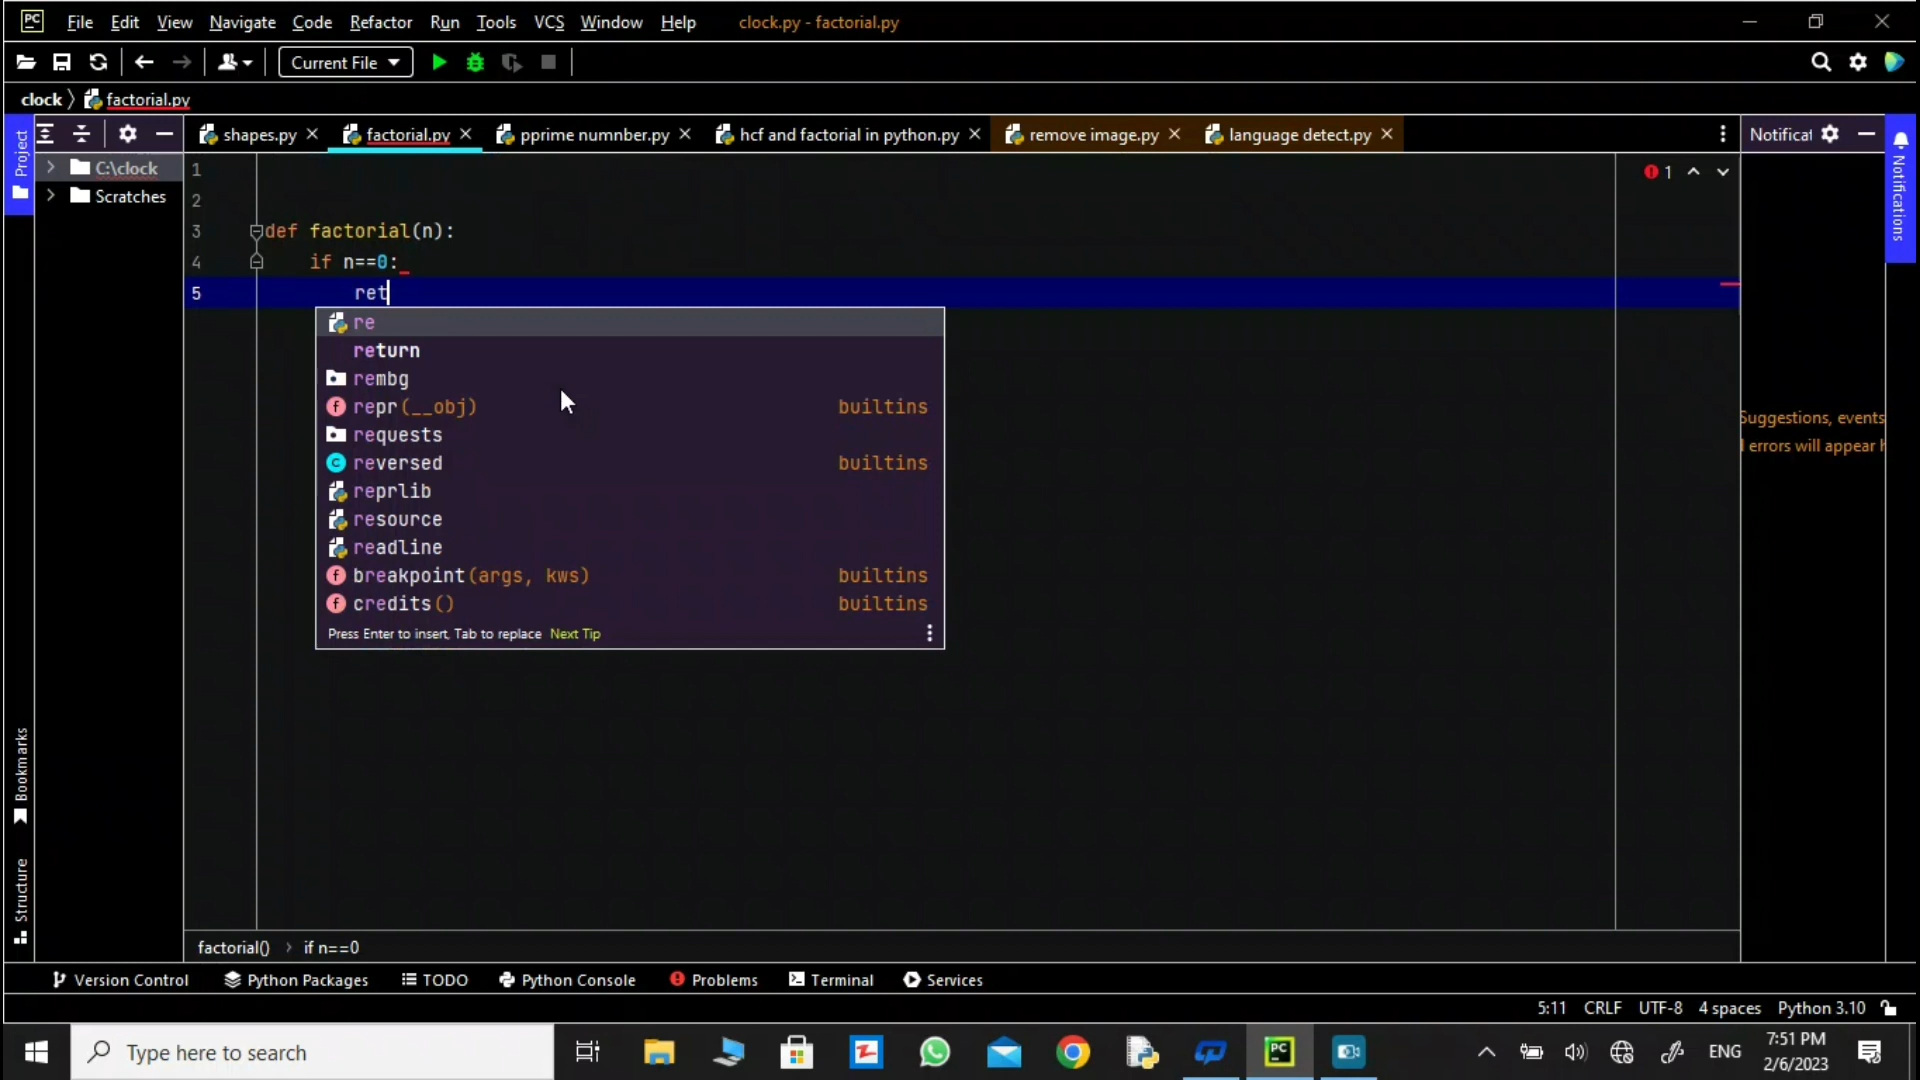 PC File Edit View Navigate Code Refactor Run Tools VCS Window Help clock.py - factorial.py
Current File
clock factorial.py
Project
shapes.py factorial.py pprime numnber.py hcf and factorial in python.py remove image.py language detect.py
Notificat
Notifications
C:\clock
Scratches
1
1
2
3 def factorial(n):
4 if n==0:
5 ret
re
return
rembg
repr(__obj) builtins
requests
reversed builtins
reprlib
resource
readline
breakpoint(args, kws) builtins
credits() builtins
Press Enter to insert, Tab to replace Next Tip
Suggestions, events
errors will appear
Bookmarks
Structure
factorial() if n==0
Version Control Python Packages TODO Python Console Problems Terminal Services
5:11 CRLF UTF-8 4 spaces Python 3.10
Type here to search
PC
ENG
7:51 PM
2/6/2023